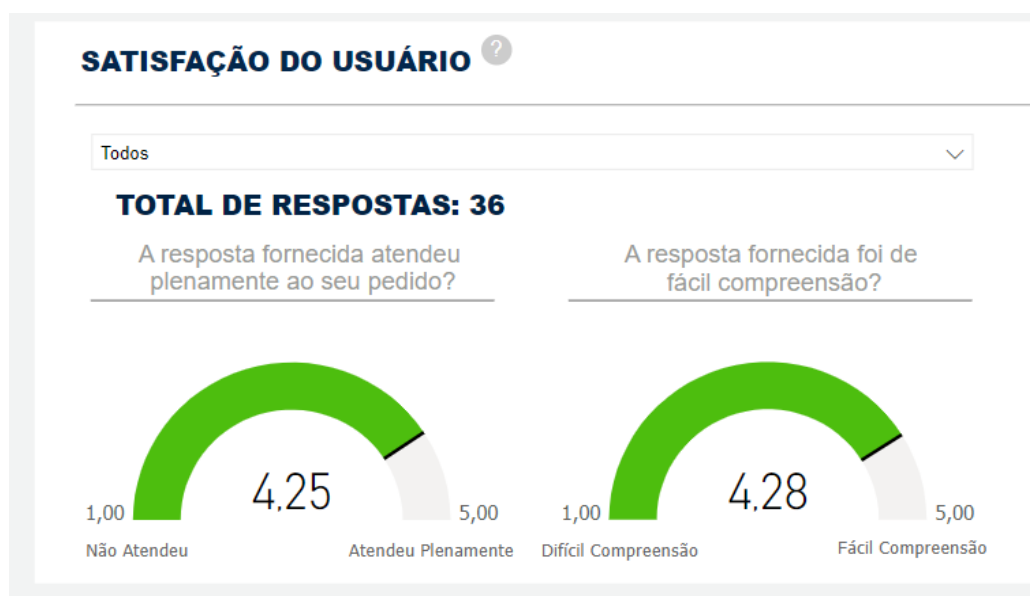 SATISFAÇÃO DO USUÁRIO ?
Todos
TOTAL DE RESPOSTAS: 36
A resposta fornecida atendeu
plenamente ao seu pedido?
1,00
4,25
5,00
Não Atendeu
Atendeu Plenamente
A resposta fornecida foi de
fácil compreensão?
1,00
4,28
5,00
Difícil Compreensão
Fácil Compreensão